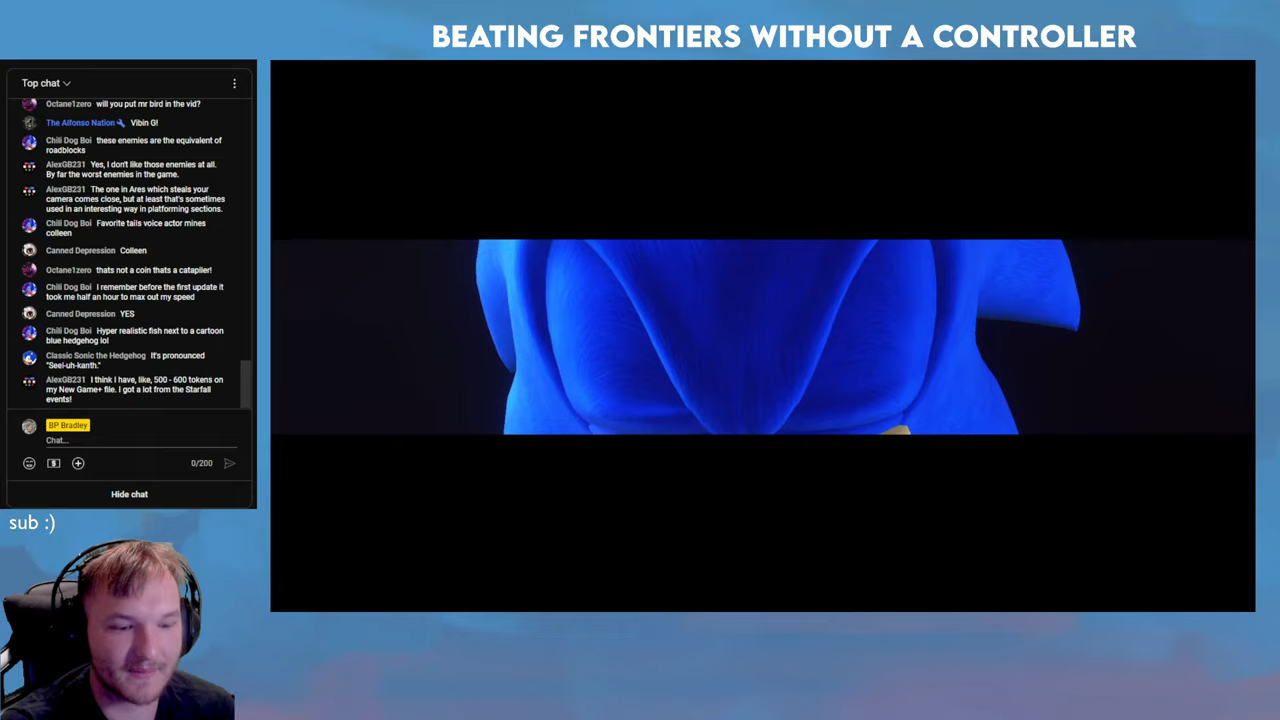 BEATING FRONTIERS WITHOUT A CONTROLLER
Top chat
Octane1zero will you put mr bird in the vid?
The Alfonso Nation Vibin G!
Chili Dog Boi these enemies are the equivalent of
roadblocks
AlexGB231 Yes, I don't like those enemies at all.
By far the worst enemies in the game.
AlexGB231 The one in Ares which steals your
camera comes close, but at least that's sometimes
used in an interesting way in platforming sections.
Chili Dog Boi Favorite tails voice actor mines
colleen
Canned Depression Colleen
Octane1zero thats not a coin thats a catapiler!
Chili Dog Boi I remember before the first update it
took me half an hour to max out my speed
Canned Depression YES
Chili Dog Boi Hyper realistic fish next to a cartoon
blue hedgehog lol
Classic Sonic the Hedgehog It's pronounced
"Seel-uh-kanth."
AlexGB231 I think I have, like, 500 - 600 tokens on
my New Game+ file. I got a lot from the Starfall
events!
BP Bradley
Chat...
0/200
Hide chat
sub :)